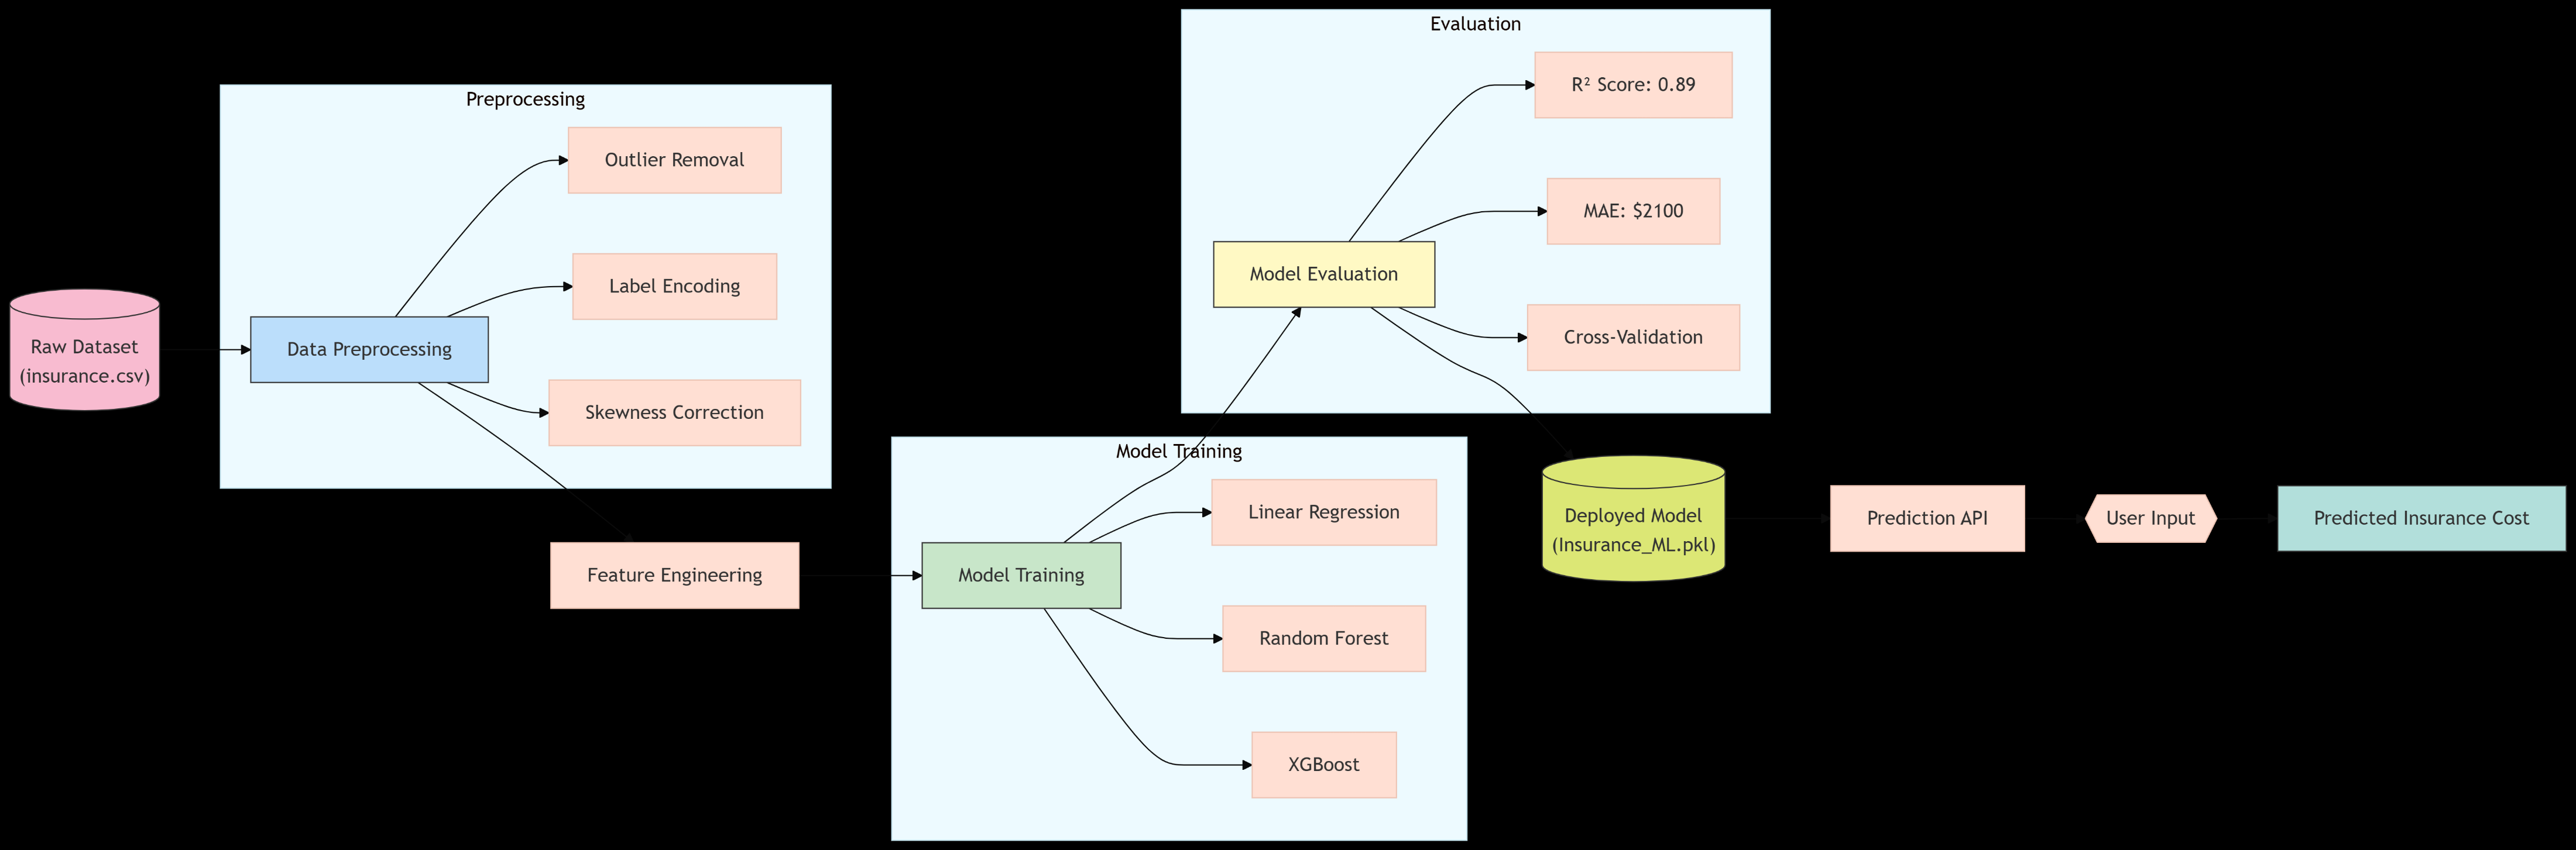 Raw Dataset
(insurance.csv)
Preprocessing
Data Preprocessing
Outlier Removal
Label Encoding
Skewness Correction
Feature Engineering
Model Training
Model Training
Linear Regression
Random Forest
XGBoost
Evaluation
Model Evaluation
R² Score: 0.89
MAE: $2100
Cross-Validation
Deployed Model
(Insurance_ML.pkl)
Prediction API
User Input
Predicted Insurance Cost